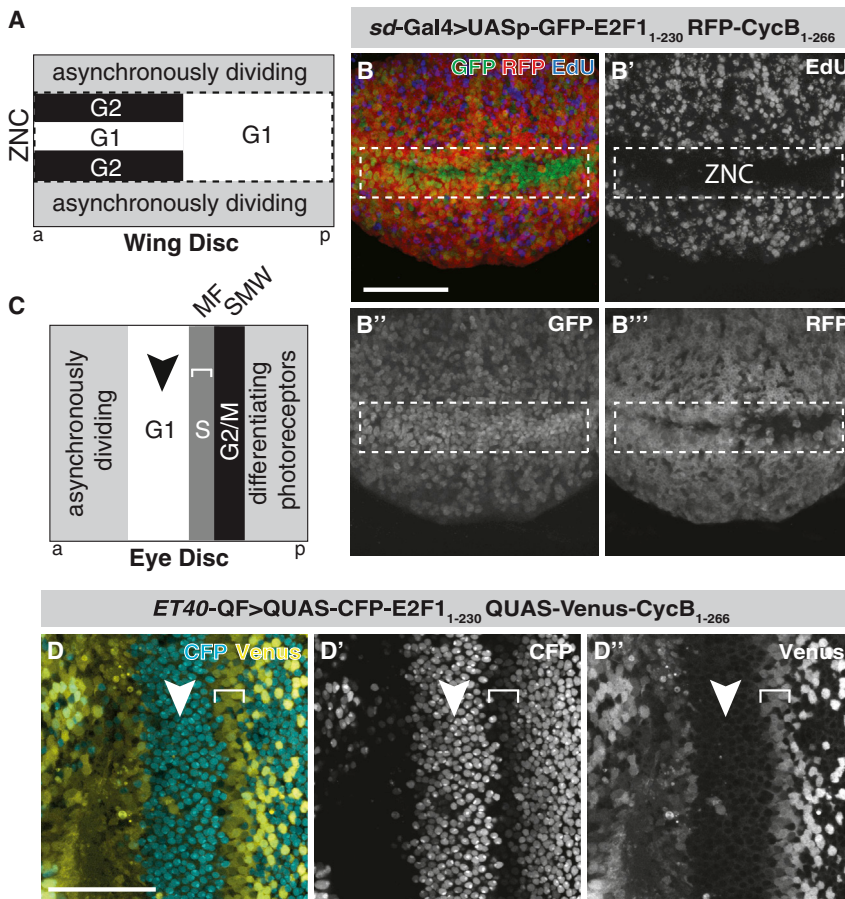 A
asynchronously dividing
ZNC
G2
G1
G2
G1
asynchronously dividing
a
p
Wing Disc
sd-Gal4>UASp-GFP-E2F1₁₋₂₃₀ RFP-CycB₁₋₂₆₆
B
GFP RFP EdU
B'
EdU
ZNC
B''
GFP
B'''
RFP
C
MF
SMW
asynchronously
dividing
G1
S
G2/M
differentiating
photoreceptors
a
p
Eye Disc
ET40-QF>QUAS-CFP-E2F1₁₋₂₃₀ QUAS-Venus-CycB₁₋₂₆₆
D
CFP Venus
D'
CFP
D''
Venus